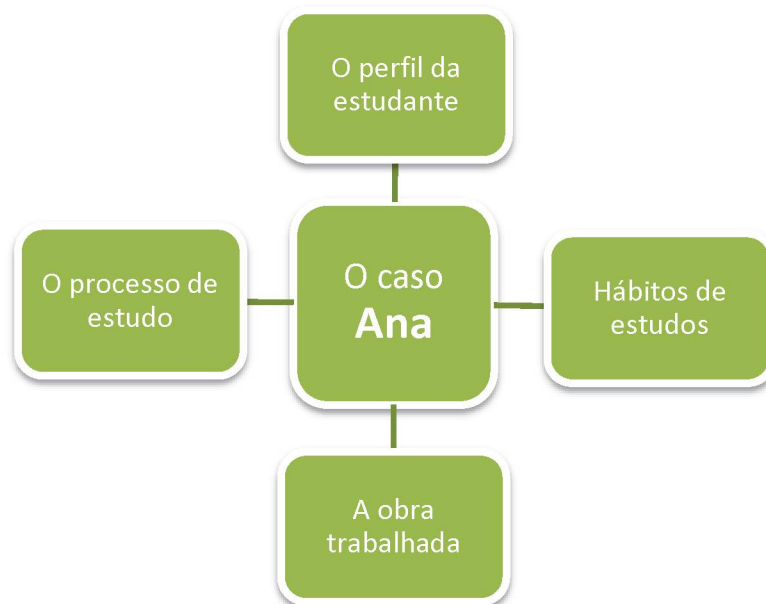 O perfil da
estudante
O processo de
estudo
O caso
Ana
Hábitos de
estudos
A obra
trabalhada